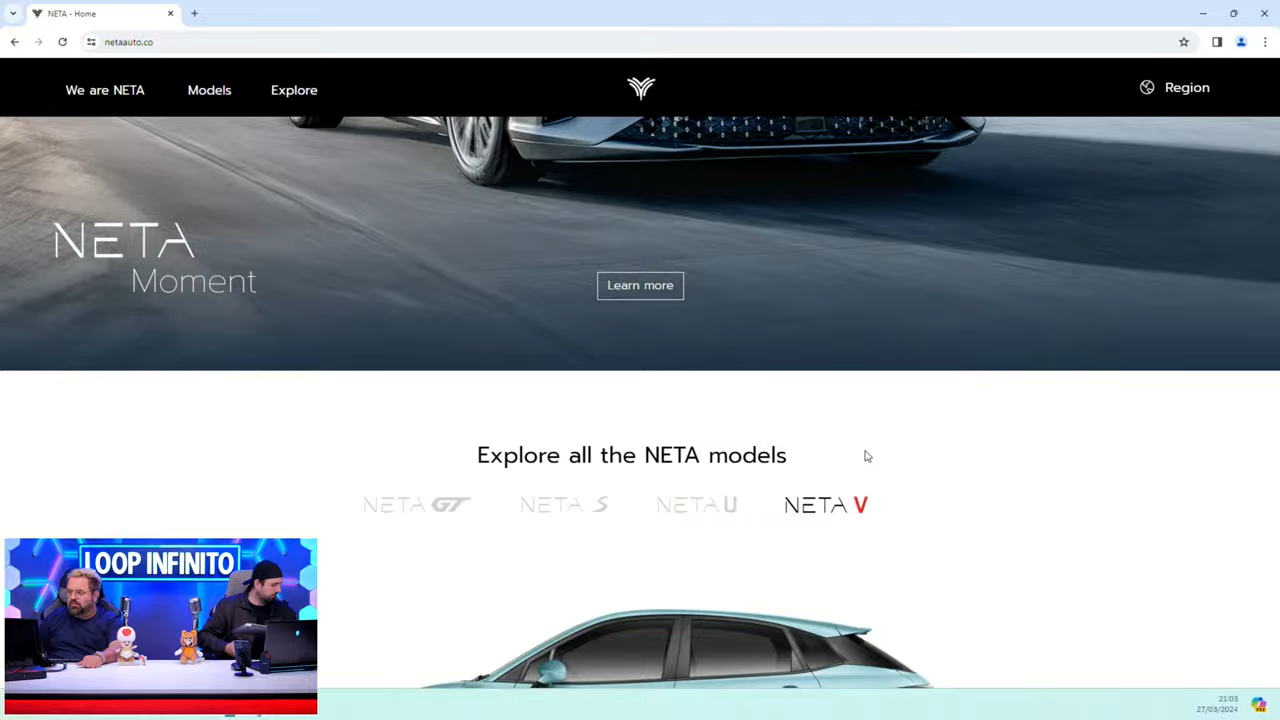 NETA - Home
netaauto.co
We are NETA
Models
Explore
Region
NETA
Moment
Learn more
Explore all the NETA models
NETA GT
NETA S
NETA U
NETA V
LOOP INFINITO
21:03
27/03/2024